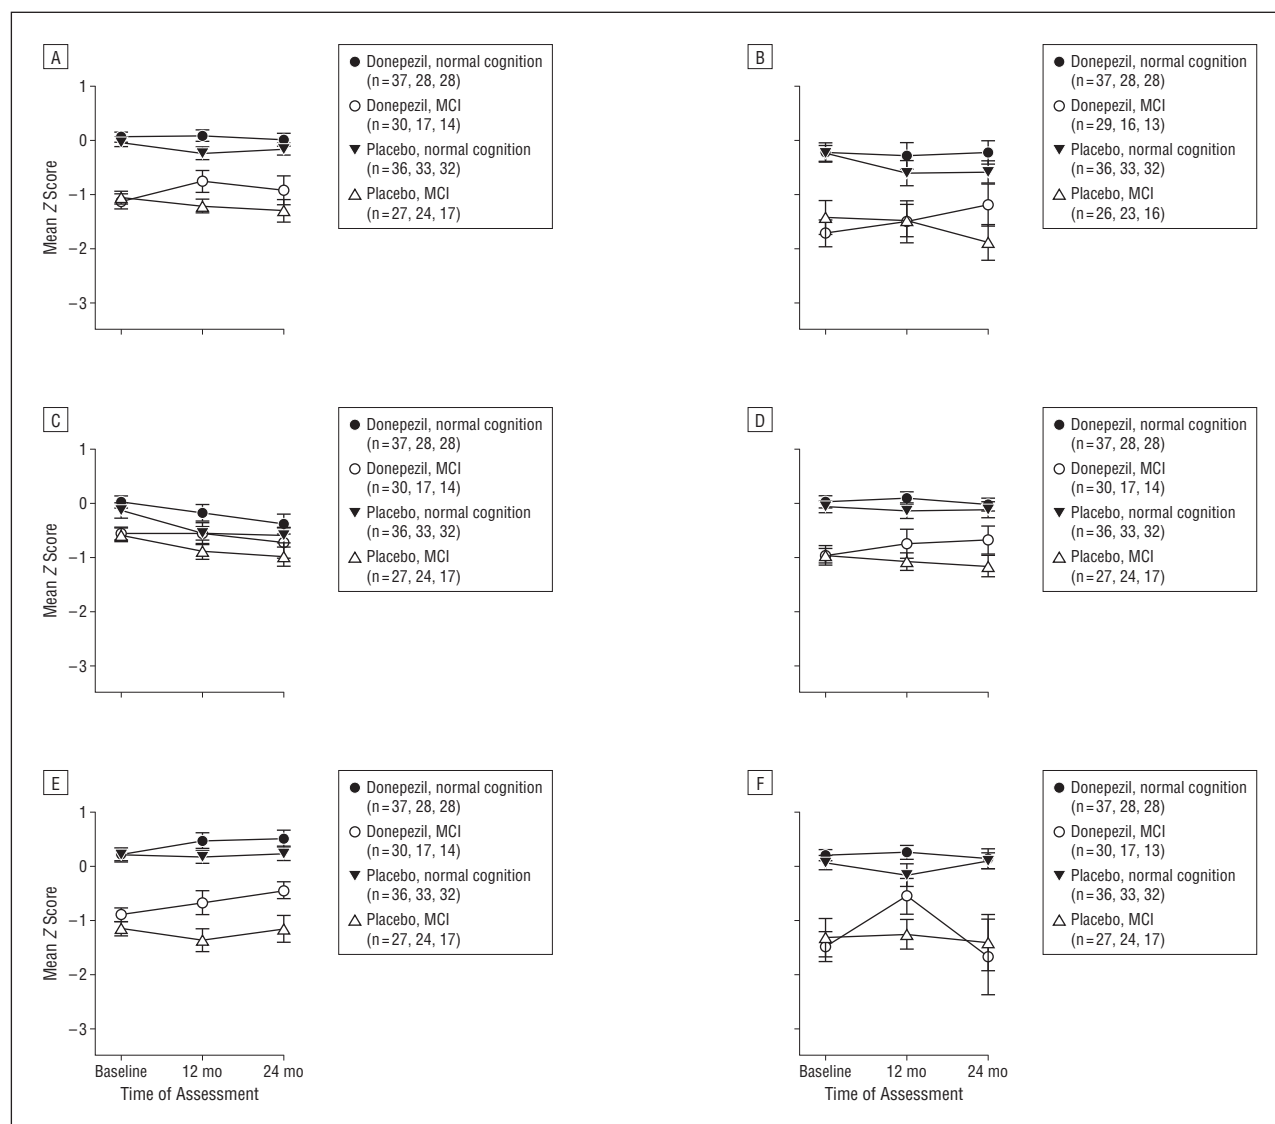 A
Donepezil, normal cognition
(n=37, 28, 28)
Donepezil, MCI
(n=30, 17, 14)
Placebo, normal cognition
(n=36, 33, 32)
Placebo, MCI
(n=27, 24, 17)
1
0
−1
−2
−3
Mean Z Score
B
Donepezil, normal cognition
(n=37, 28, 28)
Donepezil, MCI
(n=29, 16, 13)
Placebo, normal cognition
(n=36, 33, 32)
Placebo, MCI
(n=26, 23, 16)
C
Donepezil, normal cognition
(n=37, 28, 28)
Donepezil, MCI
(n=30, 17, 14)
Placebo, normal cognition
(n=36, 33, 32)
Placebo, MCI
(n=27, 24, 17)
1
0
−1
−2
−3
Mean Z Score
D
Donepezil, normal cognition
(n=37, 28, 28)
Donepezil, MCI
(n=30, 17, 14)
Placebo, normal cognition
(n=36, 33, 32)
Placebo, MCI
(n=27, 24, 17)
E
Donepezil, normal cognition
(n=37, 28, 28)
Donepezil, MCI
(n=30, 17, 14)
Placebo, normal cognition
(n=36, 33, 32)
Placebo, MCI
(n=27, 24, 17)
1
0
−1
−2
−3
Mean Z Score
Baseline 12 mo 24 mo
Time of Assessment
F
Donepezil, normal cognition
(n=37, 28, 28)
Donepezil, MCI
(n=30, 17, 13)
Placebo, normal cognition
(n=36, 33, 32)
Placebo, MCI
(n=27, 24, 17)
Baseline 12 mo 24 mo
Time of Assessment